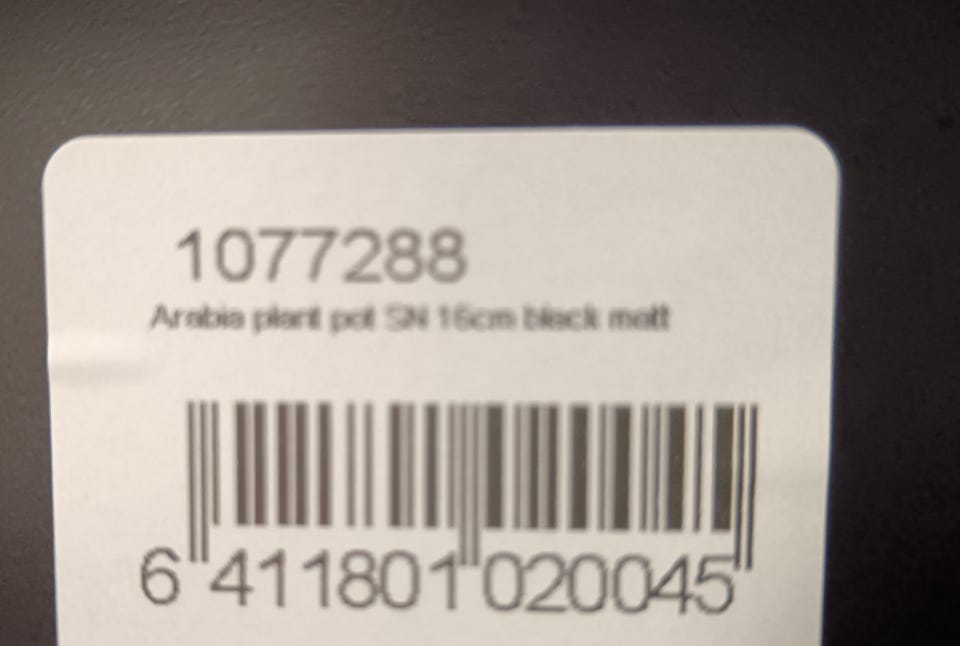 1077288
Arabia plant pot SN 16cm black matt
6 411801 020045